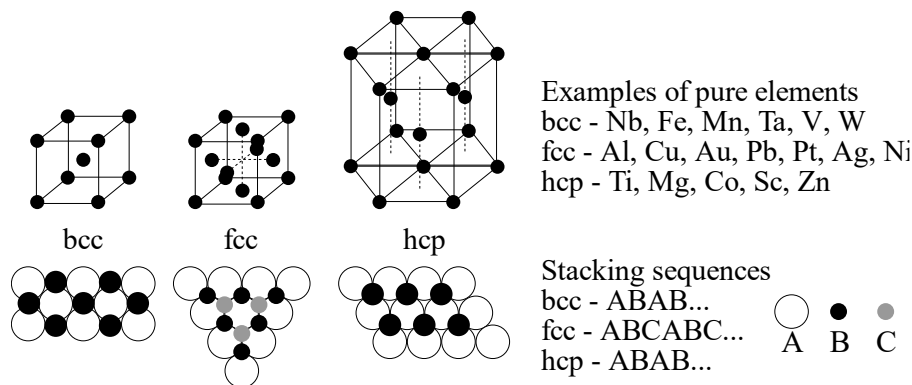 Examples of pure elements
bcc - Nb, Fe, Mn, Ta, V, W
fcc - Al, Cu, Au, Pb, Pt, Ag, Ni
hcp - Ti, Mg, Co, Sc, Zn
bcc
fcc
hcp
Stacking sequences
bcc - ABAB...
fcc - ABCABC...
hcp - ABAB...
A
B
C